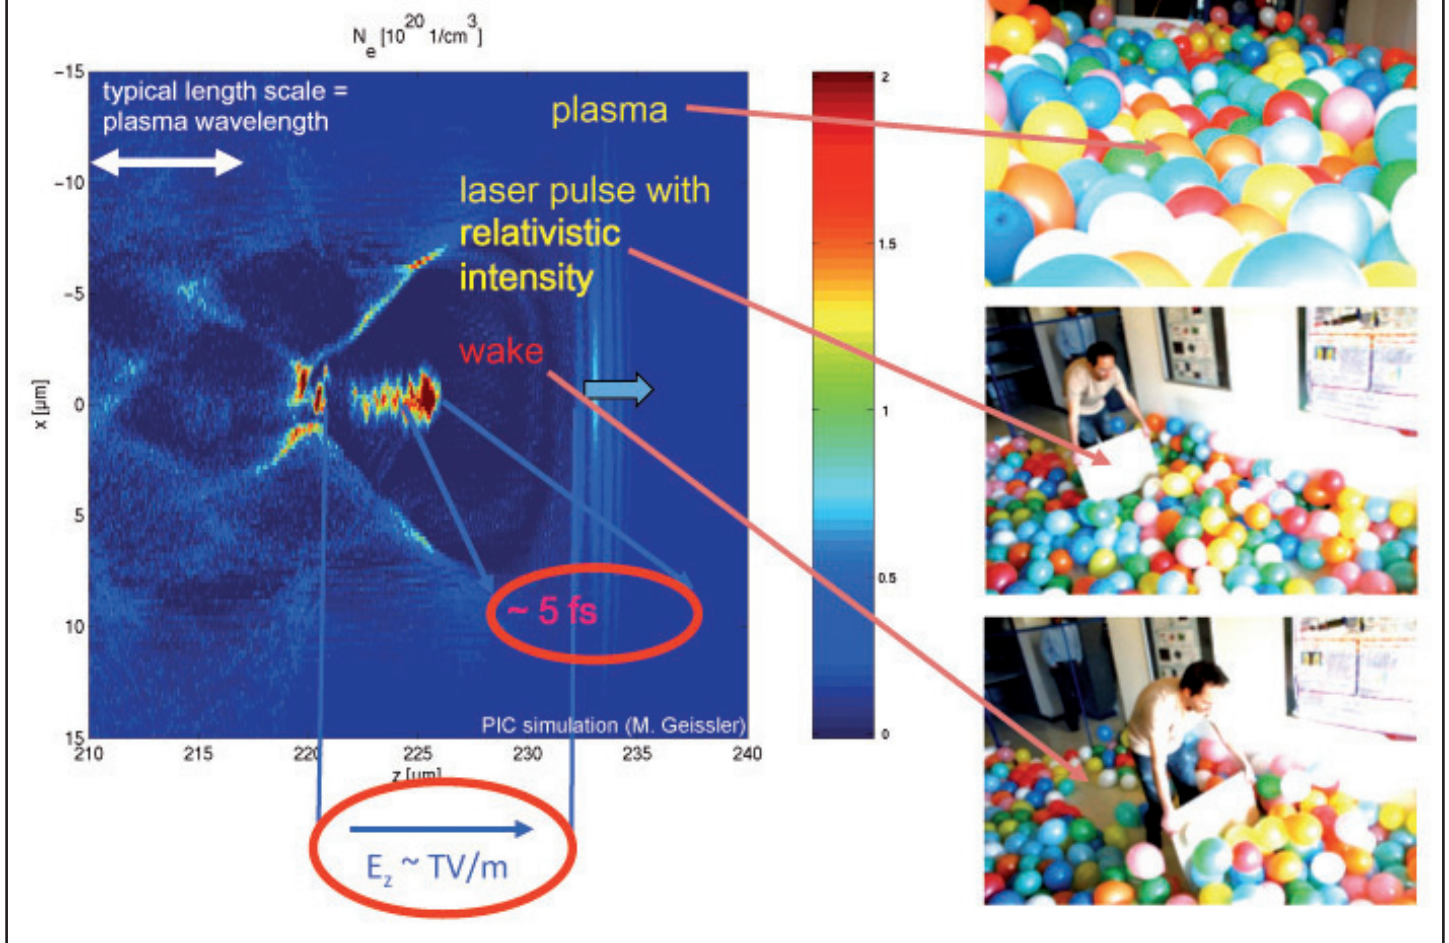 N_e [10^20 1/cm^3]
typical length scale =
plasma wavelength
plasma
laser pulse with
relativistic
intensity
wake
~ 5 fs
PIC simulation (M. Geissler)
x [µm]
-15
-10
-5
0
5
10
15
210
215
220
225
230
235
240
z [µm]
2
1.5
1
0.5
0
E_z ~ TV/m